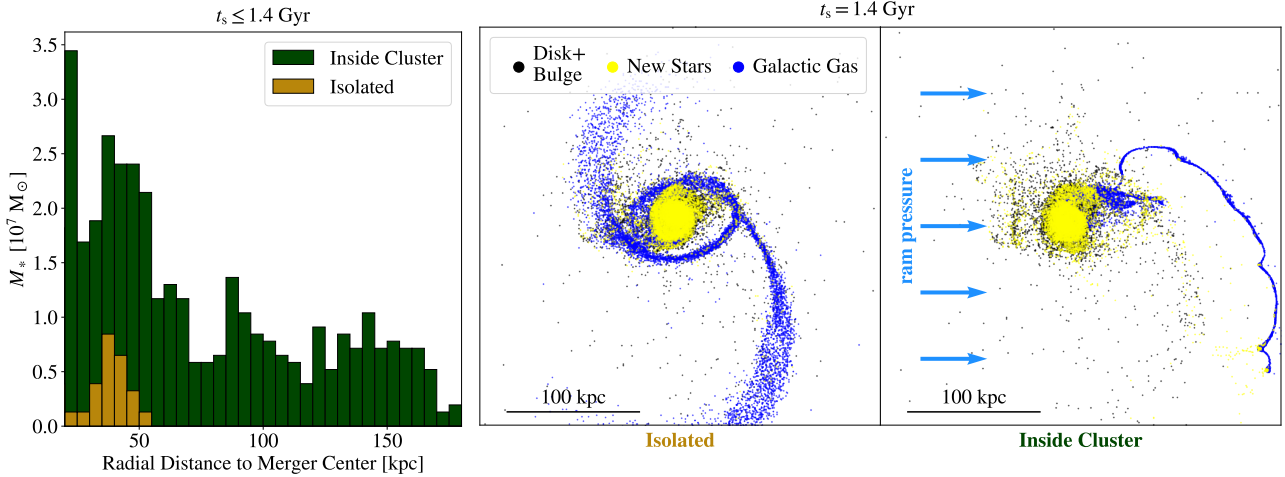 t_s ≤ 1.4 Gyr
3.5
3.0
2.5
2.0
1.5
1.0
0.5
0.0
M_* [10^7 M_⊙]
Inside Cluster
Isolated
50
100
150
Radial Distance to Merger Center [kpc]
t_s = 1.4 Gyr
Disk+
Bulge
New Stars
Galactic Gas
100 kpc
Isolated
ram pressure
100 kpc
Inside Cluster